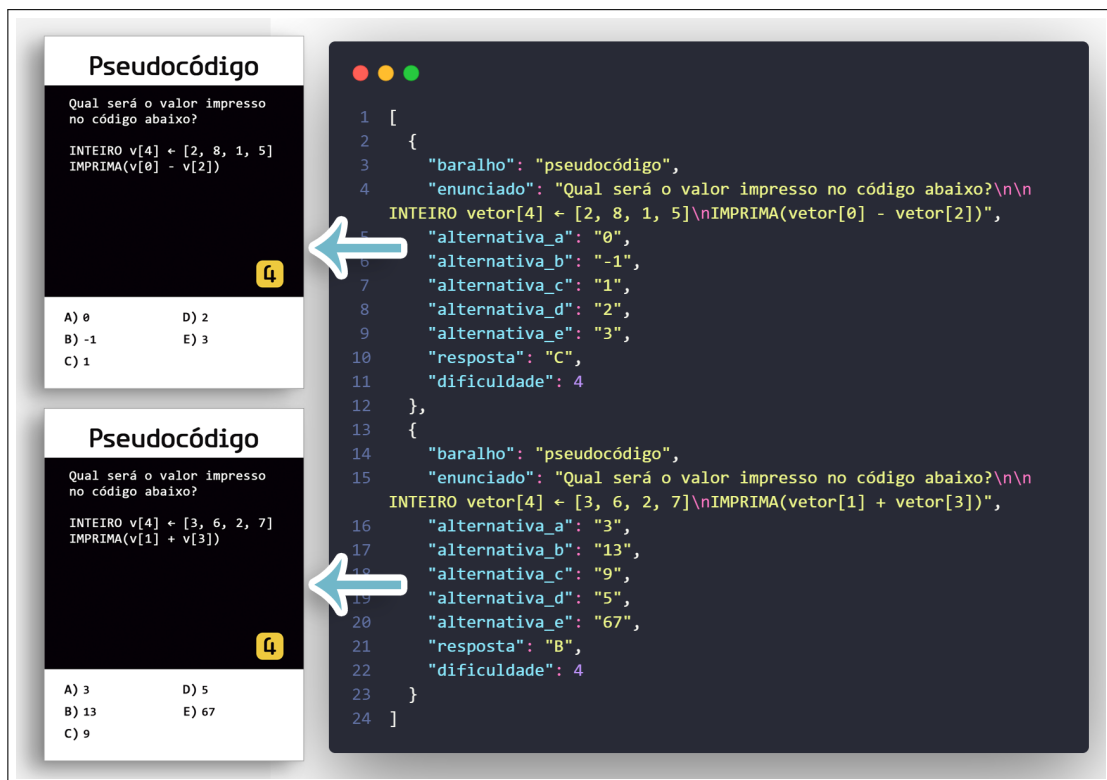 Pseudocódigo
Qual será o valor impresso
no código abaixo?
INTEIRO v[4] ← [2, 8, 1, 5]
IMPRIMA(v[0] - v[2])
4
A) 0
B) -1
C) 1
D) 2
E) 3
Pseudocódigo
Qual será o valor impresso
no código abaixo?
INTEIRO v[4] ← [3, 6, 2, 7]
IMPRIMA(v[1] + v[3])
4
A) 3
B) 13
C) 9
D) 5
E) 67
1 [
2 {
3 "baralho": "pseudocódigo",
4 "enunciado": "Qual será o valor impresso no código abaixo?\n\n
INTEIRO vetor[4] ← [2, 8, 1, 5]\nIMPRIMA(vetor[0] - vetor[2])",
5 "alternativa_a": "0",
6 "alternativa_b": "-1",
7 "alternativa_c": "1",
8 "alternativa_d": "2",
9 "alternativa_e": "3",
10 "resposta": "C",
11 "dificuldade": 4
12 },
13 {
14 "baralho": "pseudocódigo",
15 "enunciado": "Qual será o valor impresso no código abaixo?\n\n
INTEIRO vetor[4] ← [3, 6, 2, 7]\nIMPRIMA(vetor[1] + vetor[3])",
16 "alternativa_a": "3",
17 "alternativa_b": "13",
18 "alternativa_c": "9",
19 "alternativa_d": "5",
20 "alternativa_e": "67",
21 "resposta": "B",
22 "dificuldade": 4
23 }
24 ]